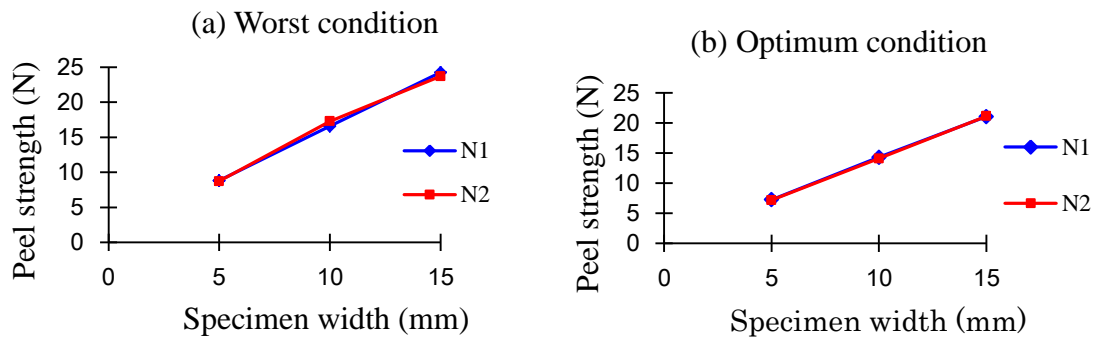 (a) Worst condition
Peel strength (N)
25
20
15
10
5
0
0 5 10 15
Specimen width (mm)
N1
N2
(b) Optimum condition
Peel strength (N)
25
20
15
10
5
0
0 5 10 15
Specimen width (mm)
N1
N2